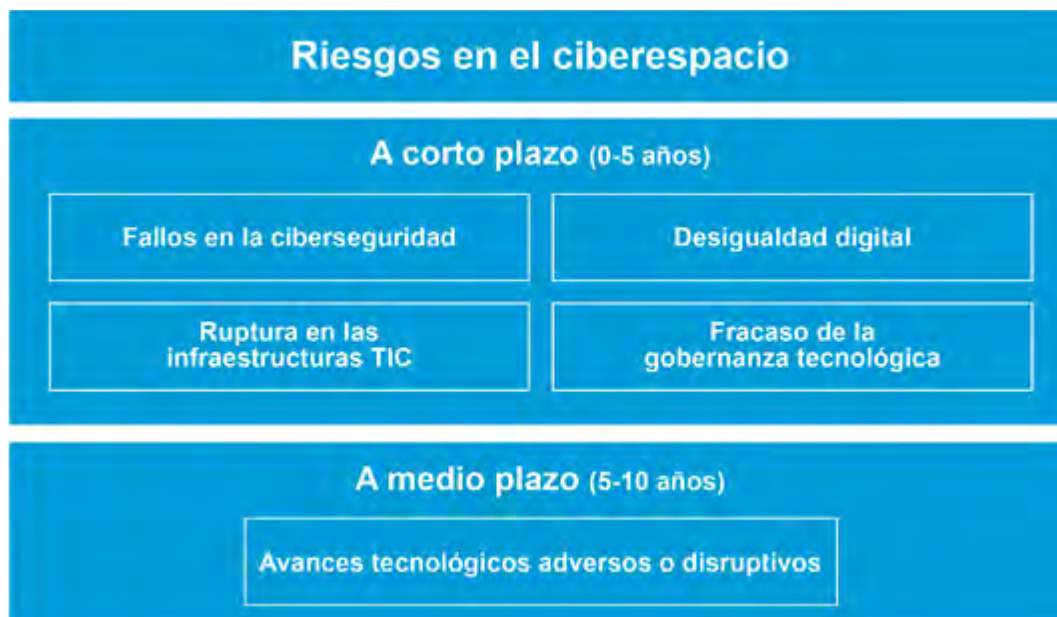 Riesgos en el ciberespacio
A corto plazo (0-5 años)
Fallos en la ciberseguridad
Desigualdad digital
Ruptura en las
infraestructuras TIC
Fracaso de la
gobernanza tecnológica
A medio plazo (5-10 años)
Avances tecnológicos adversos o disruptivos